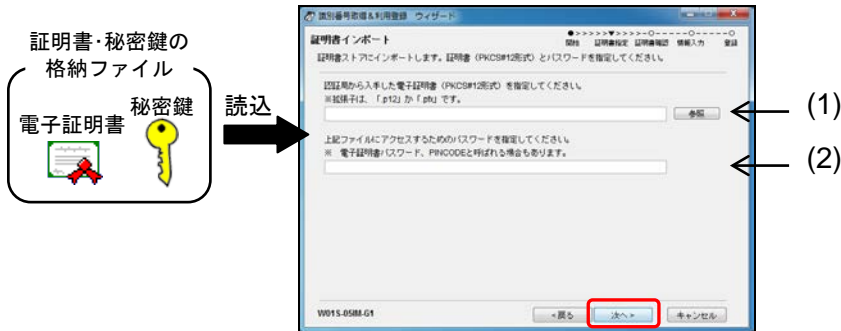 証明書・秘密鍵の
格納ファイル
電子証明書
秘密鍵
読込
識別番号取得&利用登録 ウィザード
証明書インポート
●>>>>>▼>>>>-○-----○-----○
開始 証明書指定 証明書確認 情報入力 登録
証明書ストアにインポートします。証明書（PKCS#12形式）とパスワードを指定してください。
認証局から入手した電子証明書（PKCS#12形式）を指定してください。
※拡張子は、「.p12」か「.pfx」です。
参照
(1)
上記ファイルにアクセスするためのパスワードを指定してください。
※ 電子証明書パスワード、PINCODEと呼ばれる場合もあります。
(2)
W01S-05IM-G1
<戻る
次へ>
キャンセル